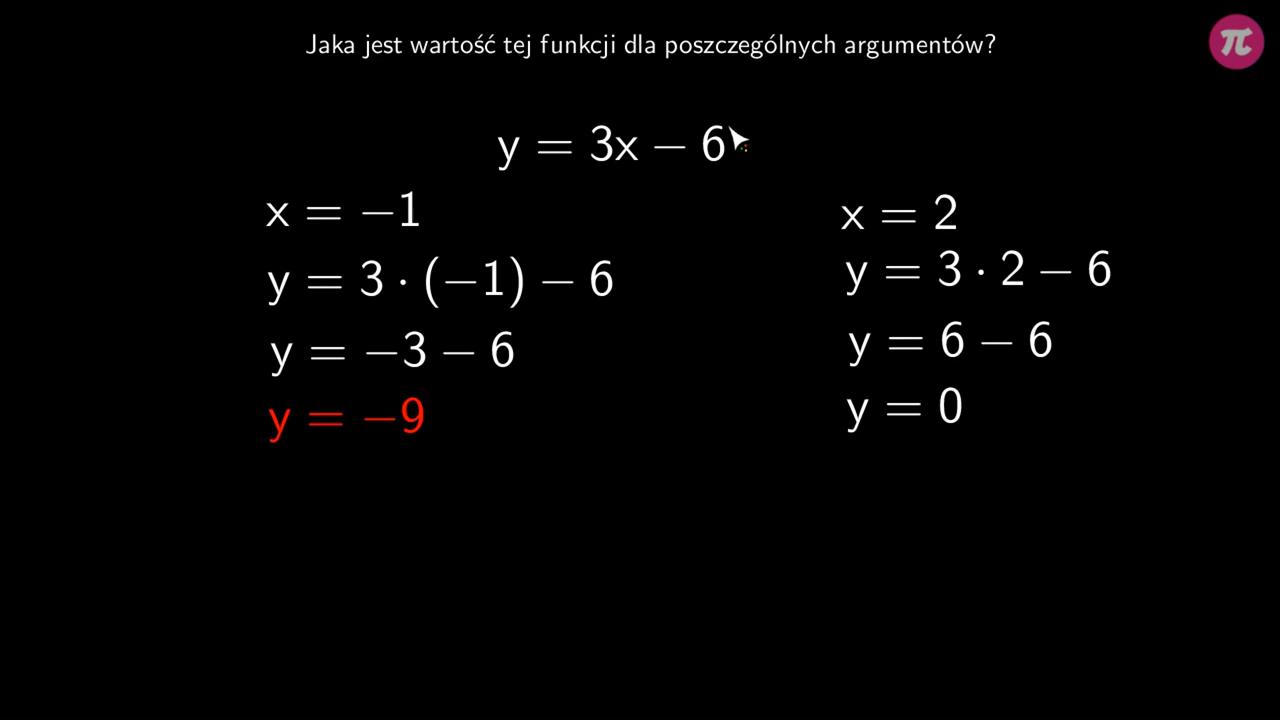 Jaka jest wartość tej funkcji dla poszczególnych argumentów?
π
y = 3x − 6
x = −1
y = 3 · (−1) − 6
y = −3 − 6
y = −9
x = 2
y = 3 · 2 − 6
y = 6 − 6
y = 0